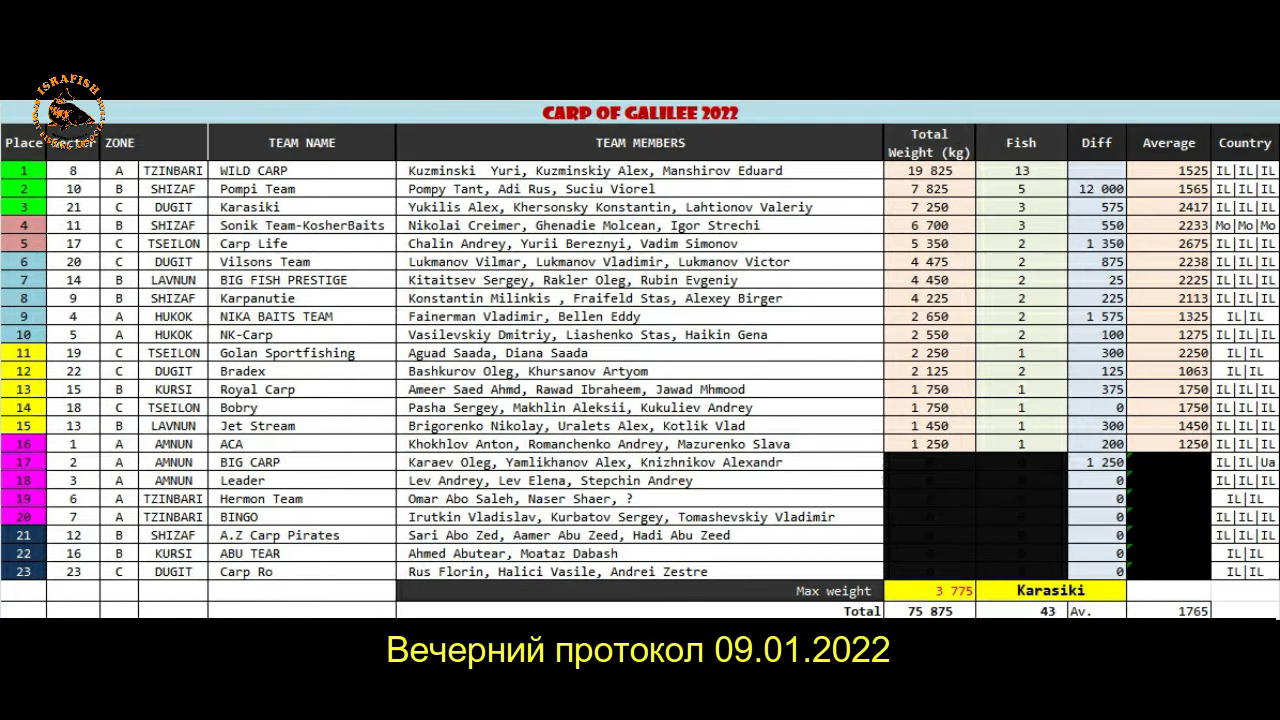 ISRAFISH
CARP OF GALILEE 2022
Place Sector ZONE TEAM NAME TEAM MEMBERS Total Weight (kg) Fish Diff Average Country
1 8 A TZINBARI WILD CARP Kuzminski Yuri, Kuzminskiy Alex, Manshirov Eduard 19 825 13 1525 IL|IL|IL
2 10 B SHIZAF Pompi Team Pompy Tant, Adi Rus, Suciu Viorel 7 825 5 12 000 1565 IL|IL|IL
3 21 C DUGIT Karasiki Yukilis Alex, Khersonsky Konstantin, Lahtionov Valeriy 7 250 3 575 2417 IL|IL|IL
4 11 B SHIZAF Sonik Team-KosherBaits Nikolai Creimer, Ghenadie Molcean, Igor Strechi 6 700 3 550 2233 Mo|Mo|Mo
5 17 C TSEILON Carp Life Chalin Andrey, Yurii Bereznyi, Vadim Simonov 5 350 2 1 350 2675 IL|IL|IL
6 20 C DUGIT Vilsons Team Lukmanov Vilmar, Lukmanov Vladimir, Lukmanov Victor 4 475 2 875 2238 IL|IL|IL
7 14 B LAVNUN BIG FISH PRESTIGE Kitaitsev Sergey, Rakler Oleg, Rubin Evgeniy 4 450 2 25 2225 IL|IL|IL
8 9 B SHIZAF Karpanutie Konstantin Milinkis , Fraifeld Stas, Alexey Birger 4 225 2 225 2113 IL|IL|IL
9 4 A HUKOK NIKA BAITS TEAM Fainerman Vladimir, Bellen Eddy 2 650 2 1 575 1325 IL|IL
10 5 A HUKOK NK-Carp Vasilevskiy Dmitriy, Liashenko Stas, Haikin Gena 2 550 2 100 1275 IL|IL|IL
11 19 C TSEILON Golan Sportfishing Aguad Saada, Diana Saada 2 250 1 300 2250 IL|IL
12 22 C DUGIT Bradex Bashkurov Oleg, Khursanov Artyom 2 125 2 125 1063 IL|IL
13 15 B KURSI Royal Carp Ameer Saed Ahmd, Rawad Ibraheem, Jawad Mhmood 1 750 1 375 1750 IL|IL|IL
14 18 C TSEILON Bobry Pasha Sergey, Makhlin Aleksii, Kukuliev Andrey 1 750 1 0 1750 IL|IL|IL
15 13 B LAVNUN Jet Stream Brigorenko Nikolay, Uralets Alex, Kotlik Vlad 1 450 1 300 1450 IL|IL|IL
16 1 A AMNUN ACA Khokhlov Anton, Romanchenko Andrey, Mazurenko Slava 1 250 1 200 1250 IL|IL|IL
17 2 A AMNUN BIG CARP Karaev Oleg, Yamlikhanov Alex, Knizhnikov Alexandr 0 0 1 250 IL|IL|Ua
18 3 A AMNUN Leader Lev Andrey, Lev Elena, Stepchin Andrey 0 0 0 IL|IL|IL
19 6 A TZINBARI Hermon Team Omar Abo Saleh, Naser Shaer, ? 0 0 0 IL|IL
20 7 A TZINBARI BINGO Irutkin Vladislav, Kurbatov Sergey, Tomashevskiy Vladimir 0 0 0 IL|IL|IL
21 12 B SHIZAF A.Z Carp Pirates Sari Abo Zed, Aamer Abu Zeed, Hadi Abu Zeed 0 0 0 IL|IL|IL
22 16 B KURSI ABU TEAR Ahmed Abutear, Moataz Dabash 0 0 0 IL|IL
23 23 C DUGIT Carp Ro Rus Florin, Halici Vasile, Andrei Zestre 0 0 0 IL|IL
Max weight 3 775 Karasiki
Total 75 875 43 Av. 1765
Вечерний протокол 09.01.2022